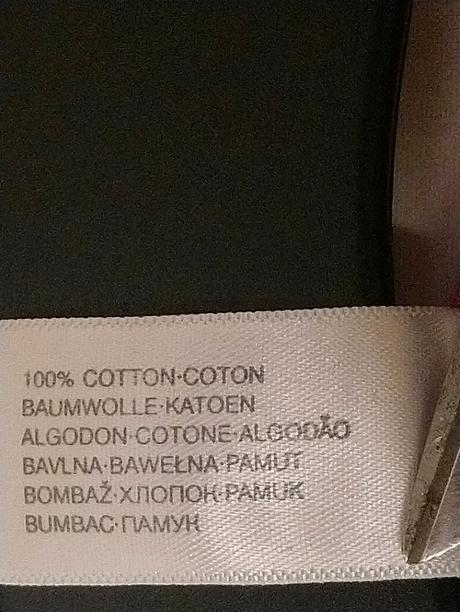 100% COTTON·COTON
BAUMWOLLE·KATOEN
ALGODON·COTONE·ALGODÃO
BAVLNA·BAWEŁNA·PAMUT
BOMBAŽ·ХЛОПОК·PAMUK
BUMBAC·ПАМУК